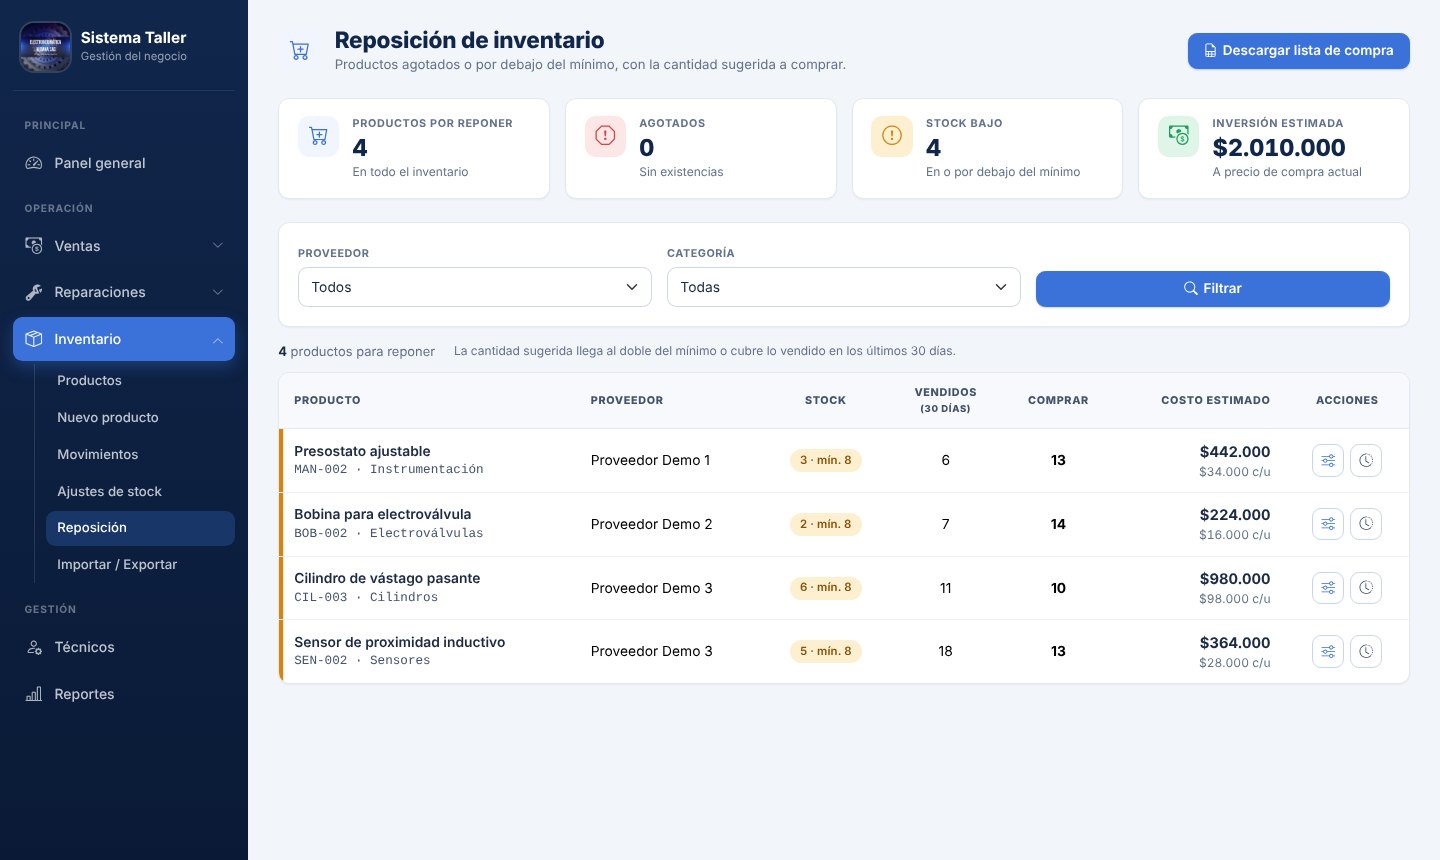 Sistema Taller
Gestión del negocio
PRINCIPAL
Panel general
OPERACIÓN
Ventas
Reparaciones
Inventario
Productos
Nuevo producto
Movimientos
Ajustes de stock
Reposición
Importar / Exportar
GESTIÓN
Técnicos
Reportes
Reposición de inventario
Productos agotados o por debajo del mínimo, con la cantidad sugerida a comprar.
Descargar lista de compra
PRODUCTOS POR REPONER
4
En todo el inventario
AGOTADOS
0
Sin existencias
STOCK BAJO
4
En o por debajo del mínimo
INVERSIÓN ESTIMADA
$2.010.000
A precio de compra actual
PROVEEDOR
Todos
CATEGORÍA
Todas
Filtrar
4 productos para reponer La cantidad sugerida llega al doble del mínimo o cubre lo vendido en los últimos 30 días.
PRODUCTO PROVEEDOR STOCK VENDIDOS (30 DÍAS) COMPRAR COSTO ESTIMADO ACCIONES
Presostato ajustable
MAN-002 · Instrumentación
Proveedor Demo 1
3 · mín. 8
6
13
$442.000
$34.000 c/u
Bobina para electroválvula
BOB-002 · Electroválvulas
Proveedor Demo 2
2 · mín. 8
7
14
$224.000
$16.000 c/u
Cilindro de vástago pasante
CIL-003 · Cilindros
Proveedor Demo 3
6 · mín. 8
11
10
$980.000
$98.000 c/u
Sensor de proximidad inductivo
SEN-002 · Sensores
Proveedor Demo 3
5 · mín. 8
18
13
$364.000
$28.000 c/u